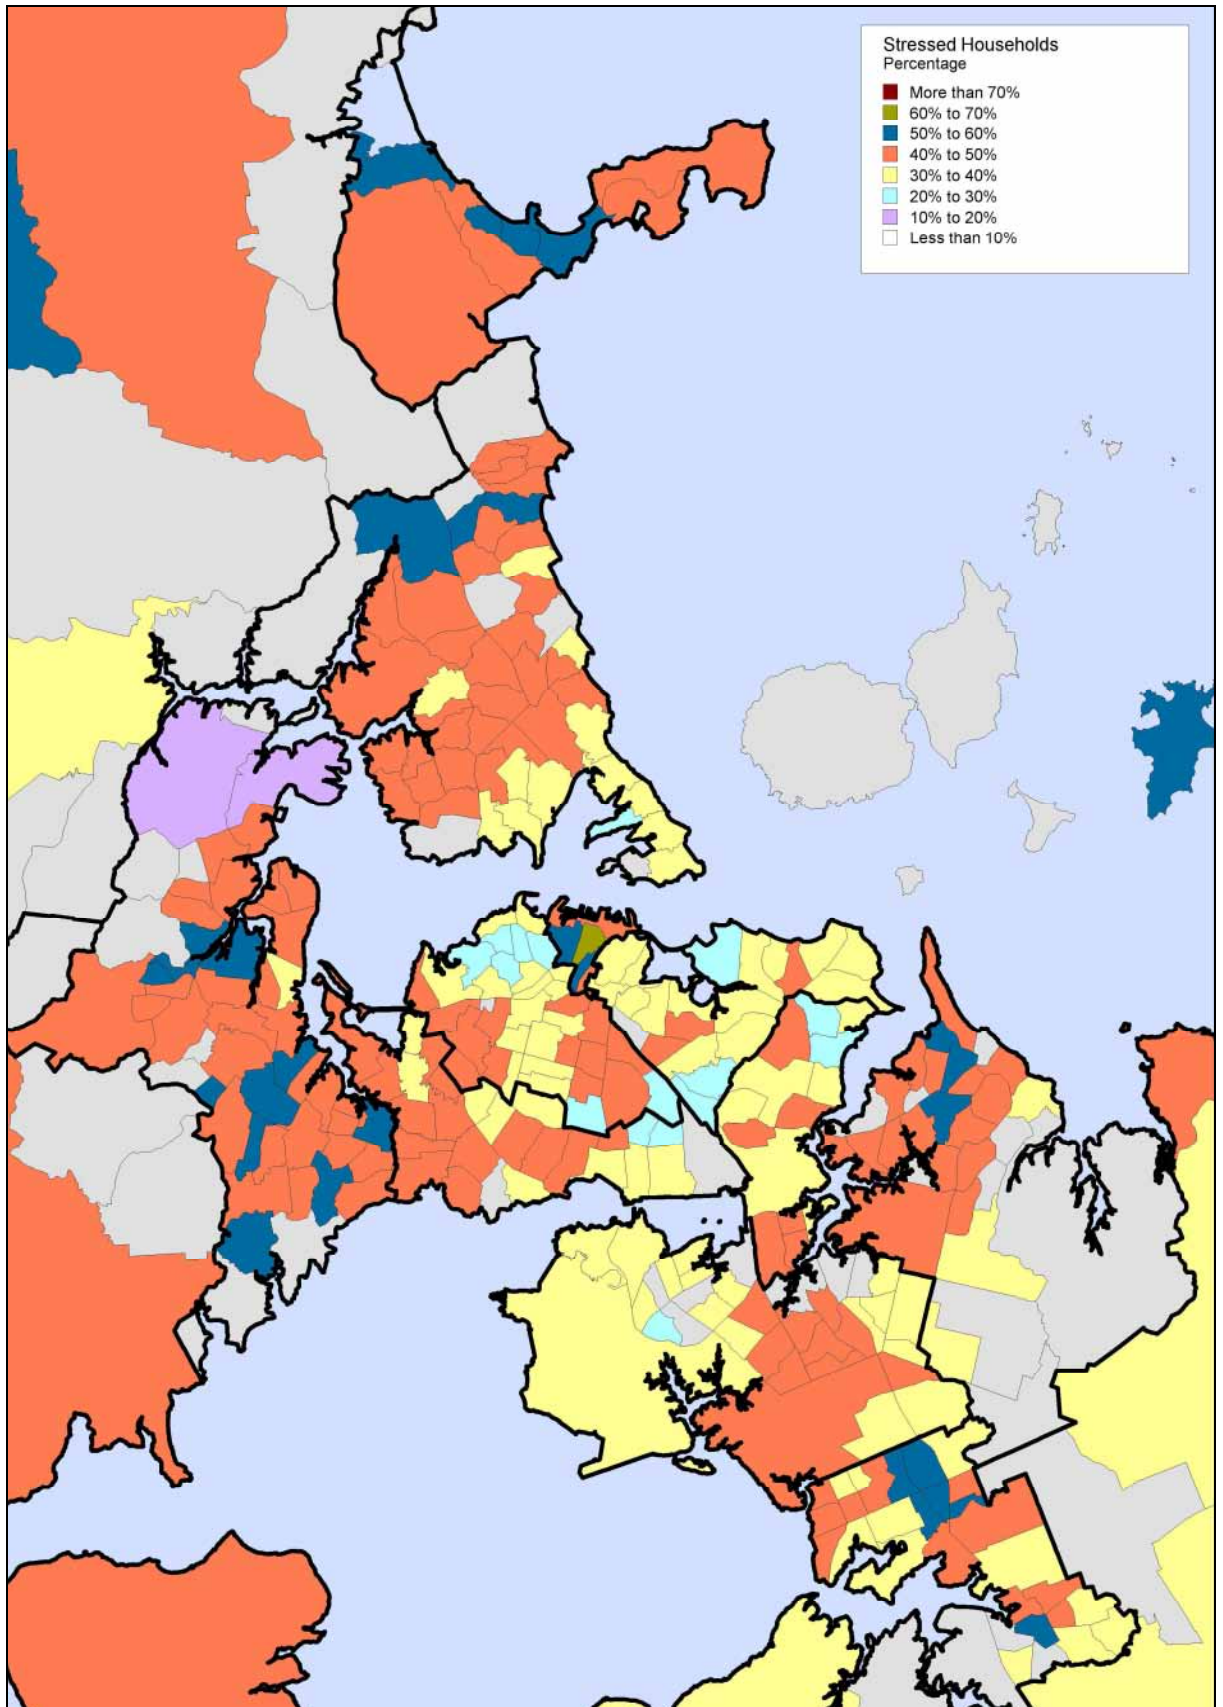 Stressed Households
Percentage
More than 70%
60% to 70%
50% to 60%
40% to 50%
30% to 40%
20% to 30%
10% to 20%
Less than 10%